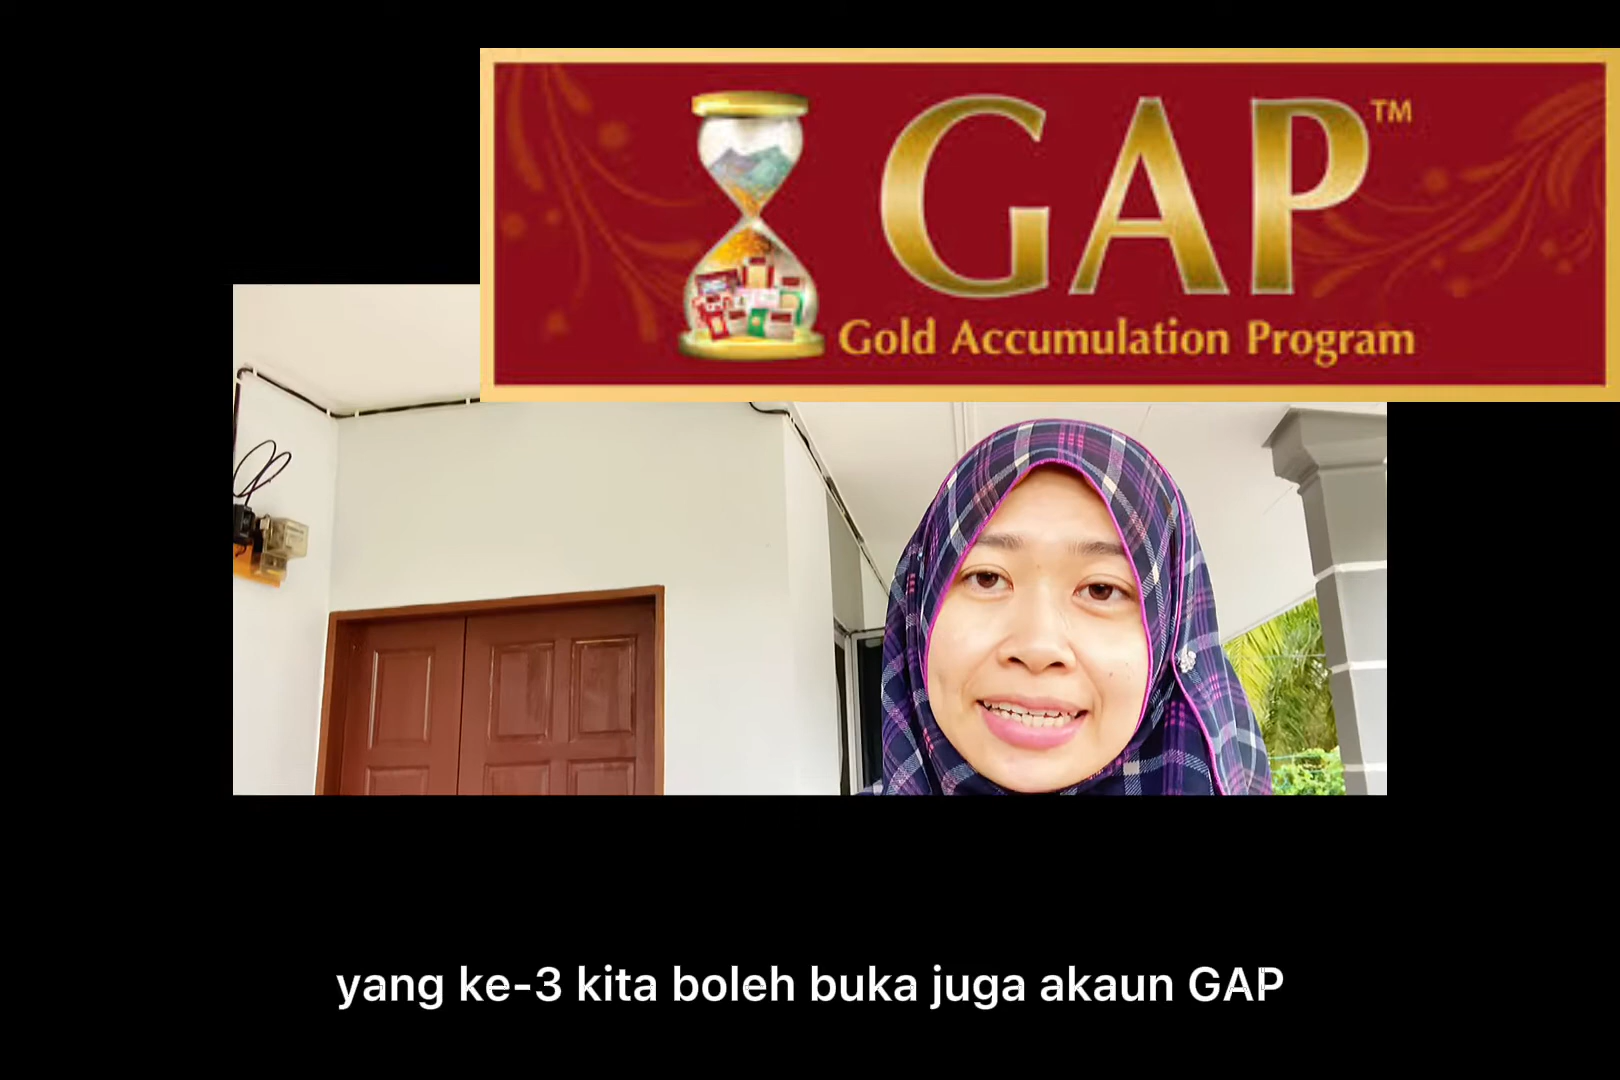 GAP™
Gold Accumulation Program
yang ke-3 kita boleh buka juga akaun GAP